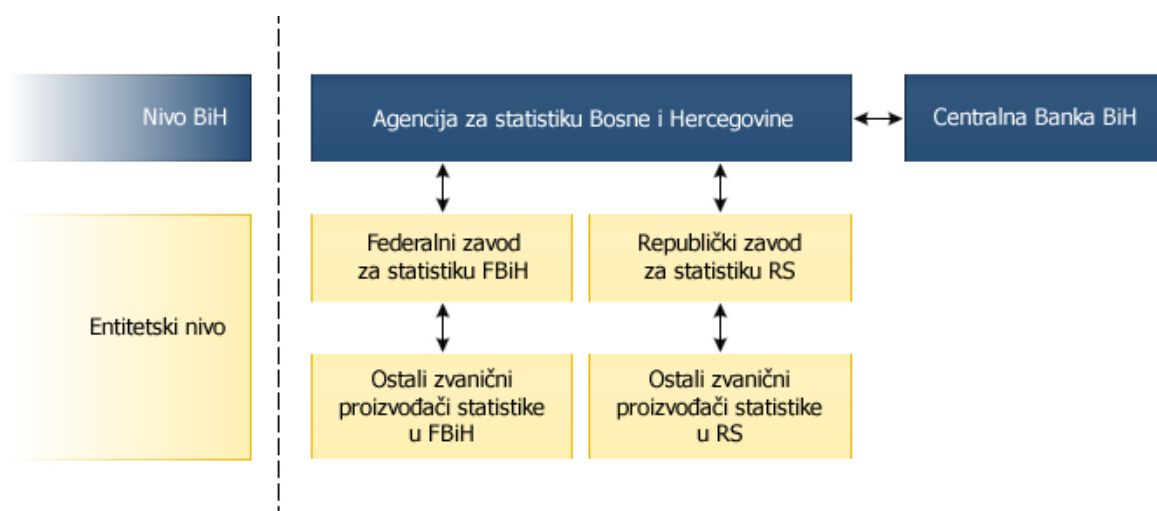 Nivo BiH
Agencija za statistiku Bosne i Hercegovine
Centralna Banka BiH
Entitetski nivo
Federalni zavod
za statistiku FBiH
Republički zavod
za statistiku RS
Ostali zvanični
proizvođači statistike
u FBiH
Ostali zvanični
proizvođači statistike
u RS